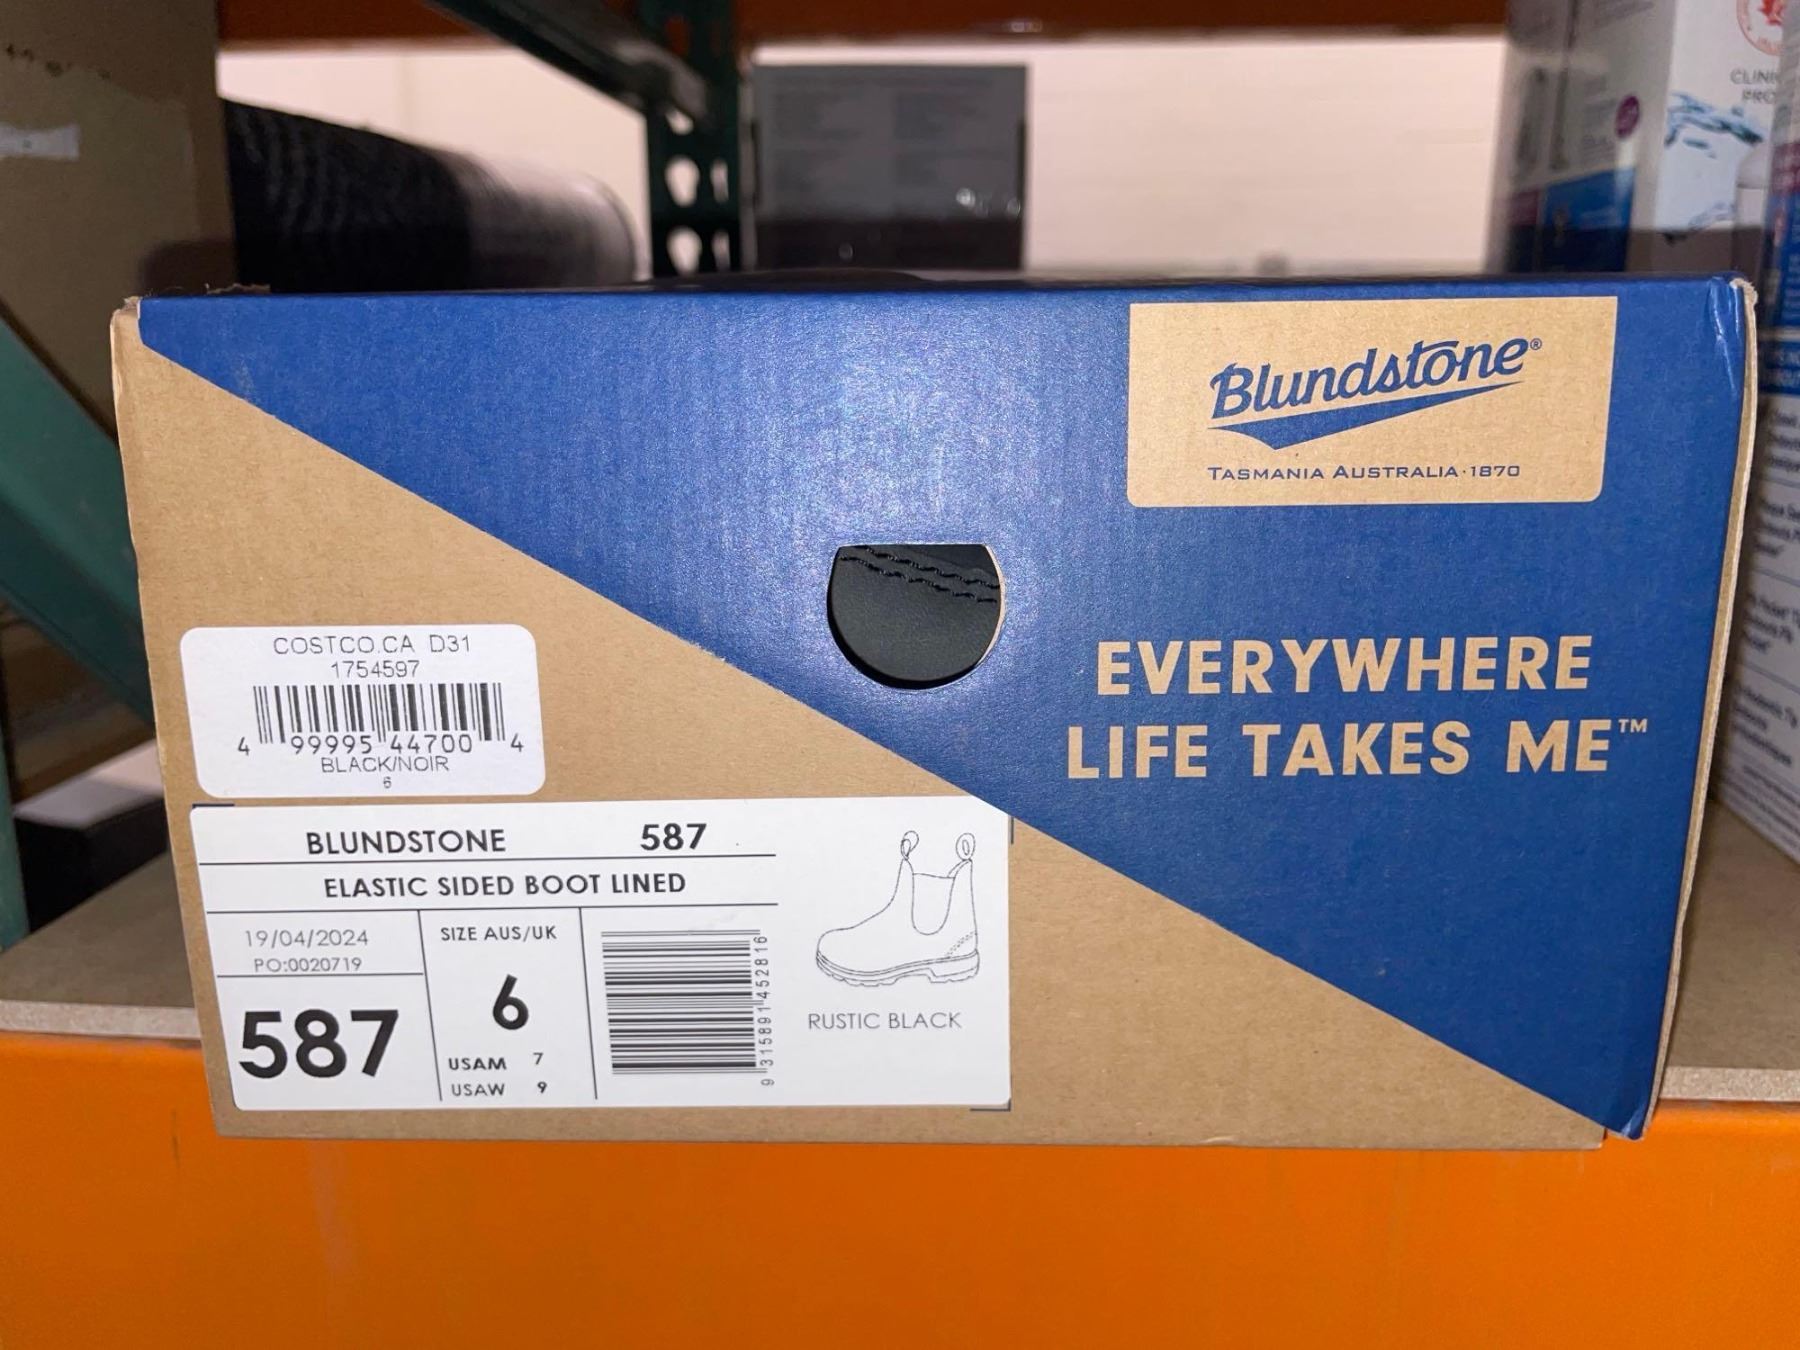 CLINI
PRO
Blundstone®
TASMANIA AUSTRALIA·1870
EVERYWHERE
LIFE TAKES ME™
COSTCO.CA D31
1754597
4 99995 44700 4
BLACK/NOIR
6
BLUNDSTONE 587
ELASTIC SIDED BOOT LINED
19/04/2024
PO:0020719
587
SIZE AUS/UK
6
USAM 7
USAW 9
9 315891 452816
RUSTIC BLACK